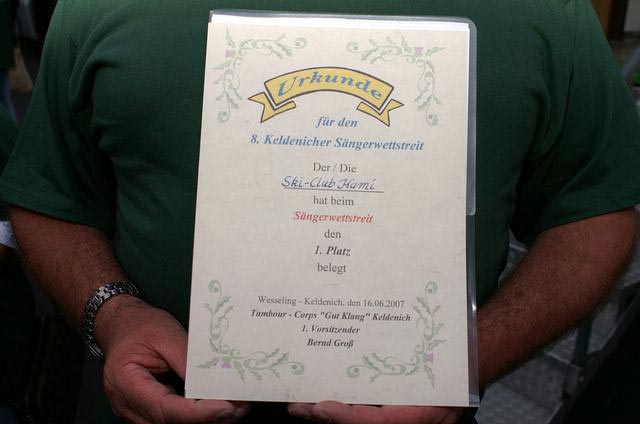 Urkunde
für den
8. Keldenicher Sängerwettstreit
Der / Die
Ski-Club Hami
hat beim
Sängerwettstreit
den
1. Platz
belegt
Wesseling - Keldenich, den 16.06.2007
Tambour - Corps "Gut Klang" Keldenich
1. Vorsitzender
Bernd Groß